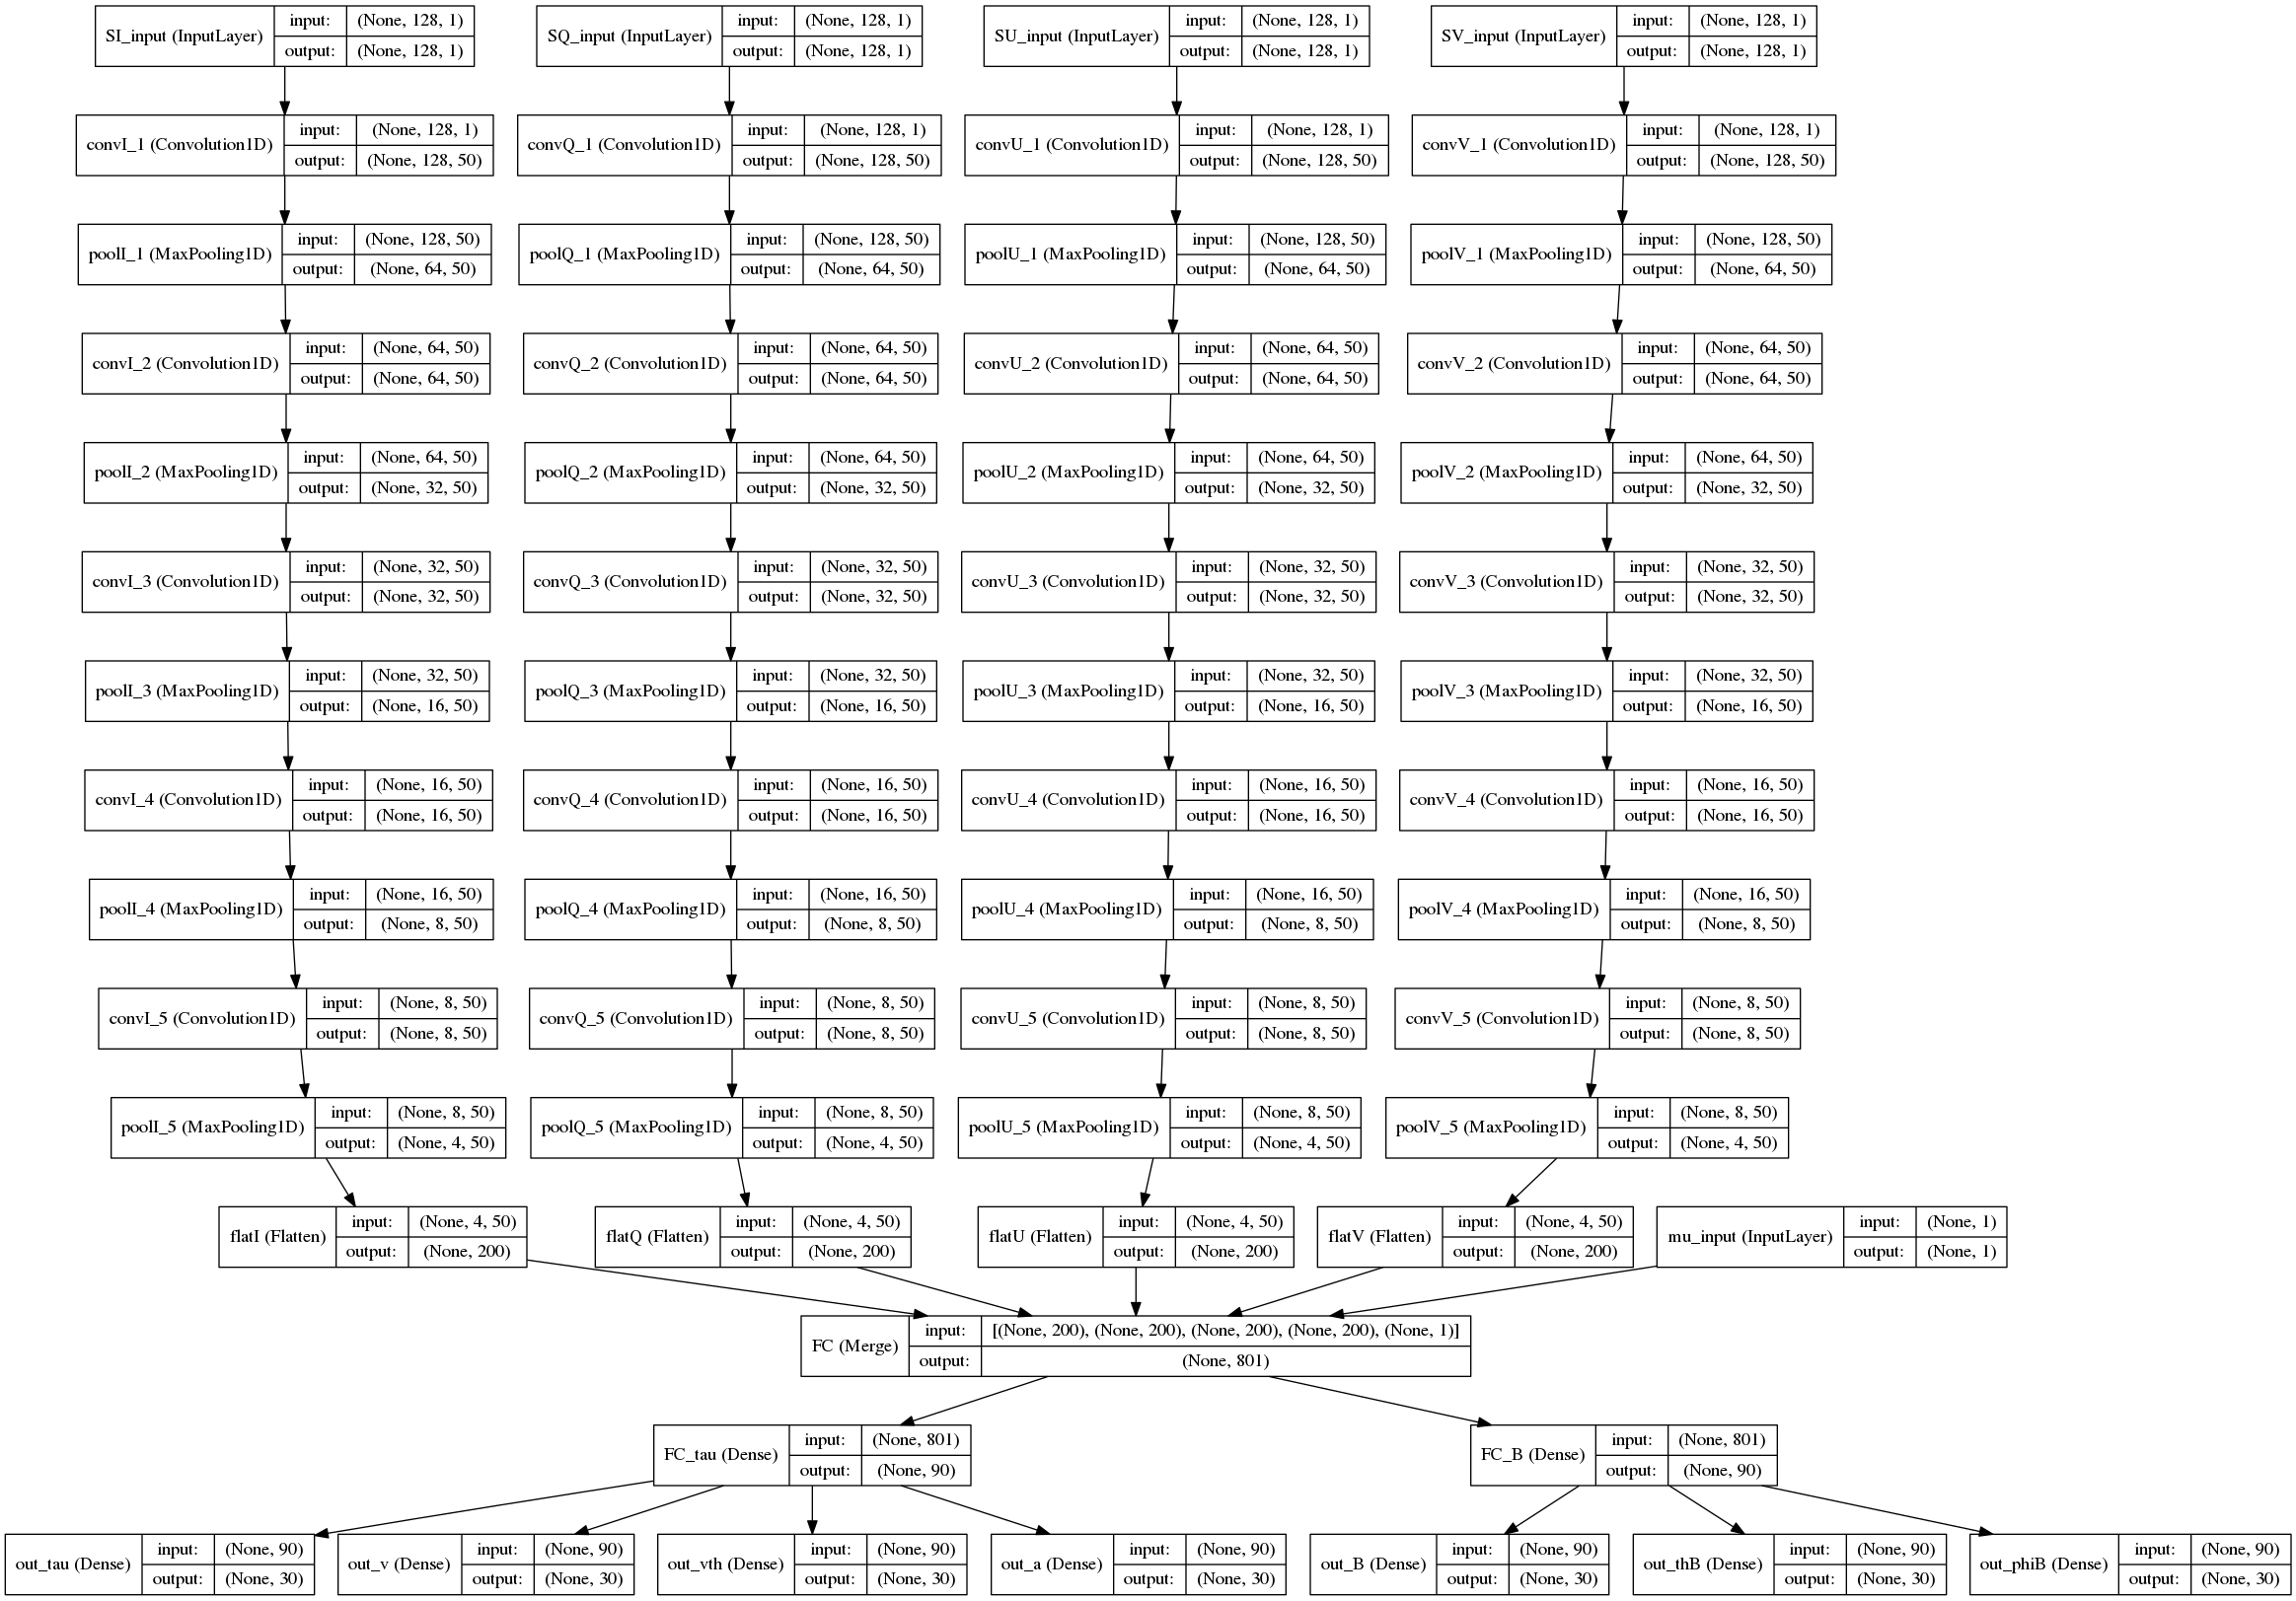 SI_input (InputLayer) input: (None, 128, 1) output: (None, 128, 1)
SQ_input (InputLayer) input: (None, 128, 1) output: (None, 128, 1)
SU_input (InputLayer) input: (None, 128, 1) output: (None, 128, 1)
SV_input (InputLayer) input: (None, 128, 1) output: (None, 128, 1)
convI_1 (Convolution1D) input: (None, 128, 1) output: (None, 128, 50)
convQ_1 (Convolution1D) input: (None, 128, 1) output: (None, 128, 50)
convU_1 (Convolution1D) input: (None, 128, 1) output: (None, 128, 50)
convV_1 (Convolution1D) input: (None, 128, 1) output: (None, 128, 50)
poolI_1 (MaxPooling1D) input: (None, 128, 50) output: (None, 64, 50)
poolQ_1 (MaxPooling1D) input: (None, 128, 50) output: (None, 64, 50)
poolU_1 (MaxPooling1D) input: (None, 128, 50) output: (None, 64, 50)
poolV_1 (MaxPooling1D) input: (None, 128, 50) output: (None, 64, 50)
convI_2 (Convolution1D) input: (None, 64, 50) output: (None, 64, 50)
convQ_2 (Convolution1D) input: (None, 64, 50) output: (None, 64, 50)
convU_2 (Convolution1D) input: (None, 64, 50) output: (None, 64, 50)
convV_2 (Convolution1D) input: (None, 64, 50) output: (None, 64, 50)
poolI_2 (MaxPooling1D) input: (None, 64, 50) output: (None, 32, 50)
poolQ_2 (MaxPooling1D) input: (None, 64, 50) output: (None, 32, 50)
poolU_2 (MaxPooling1D) input: (None, 64, 50) output: (None, 32, 50)
poolV_2 (MaxPooling1D) input: (None, 64, 50) output: (None, 32, 50)
convI_3 (Convolution1D) input: (None, 32, 50) output: (None, 32, 50)
convQ_3 (Convolution1D) input: (None, 32, 50) output: (None, 32, 50)
convU_3 (Convolution1D) input: (None, 32, 50) output: (None, 32, 50)
convV_3 (Convolution1D) input: (None, 32, 50) output: (None, 32, 50)
poolI_3 (MaxPooling1D) input: (None, 32, 50) output: (None, 16, 50)
poolQ_3 (MaxPooling1D) input: (None, 32, 50) output: (None, 16, 50)
poolU_3 (MaxPooling1D) input: (None, 32, 50) output: (None, 16, 50)
poolV_3 (MaxPooling1D) input: (None, 32, 50) output: (None, 16, 50)
convI_4 (Convolution1D) input: (None, 16, 50) output: (None, 16, 50)
convQ_4 (Convolution1D) input: (None, 16, 50) output: (None, 16, 50)
convU_4 (Convolution1D) input: (None, 16, 50) output: (None, 16, 50)
convV_4 (Convolution1D) input: (None, 16, 50) output: (None, 16, 50)
poolI_4 (MaxPooling1D) input: (None, 16, 50) output: (None, 8, 50)
poolQ_4 (MaxPooling1D) input: (None, 16, 50) output: (None, 8, 50)
poolU_4 (MaxPooling1D) input: (None, 16, 50) output: (None, 8, 50)
poolV_4 (MaxPooling1D) input: (None, 16, 50) output: (None, 8, 50)
convI_5 (Convolution1D) input: (None, 8, 50) output: (None, 8, 50)
convQ_5 (Convolution1D) input: (None, 8, 50) output: (None, 8, 50)
convU_5 (Convolution1D) input: (None, 8, 50) output: (None, 8, 50)
convV_5 (Convolution1D) input: (None, 8, 50) output: (None, 8, 50)
poolI_5 (MaxPooling1D) input: (None, 8, 50) output: (None, 4, 50)
poolQ_5 (MaxPooling1D) input: (None, 8, 50) output: (None, 4, 50)
poolU_5 (MaxPooling1D) input: (None, 8, 50) output: (None, 4, 50)
poolV_5 (MaxPooling1D) input: (None, 8, 50) output: (None, 4, 50)
flatI (Flatten) input: (None, 4, 50) output: (None, 200)
flatQ (Flatten) input: (None, 4, 50) output: (None, 200)
flatU (Flatten) input: (None, 4, 50) output: (None, 200)
flatV (Flatten) input: (None, 4, 50) output: (None, 200)
mu_input (InputLayer) input: (None, 1) output: (None, 1)
FC (Merge) input: [(None, 200), (None, 200), (None, 200), (None, 200), (None, 1)] output: (None, 801)
FC_tau (Dense) input: (None, 801) output: (None, 90)
FC_B (Dense) input: (None, 801) output: (None, 90)
out_tau (Dense) input: (None, 90) output: (None, 30)
out_v (Dense) input: (None, 90) output: (None, 30)
out_vth (Dense) input: (None, 90) output: (None, 30)
out_a (Dense) input: (None, 90) output: (None, 30)
out_B (Dense) input: (None, 90) output: (None, 30)
out_thB (Dense) input: (None, 90) output: (None, 30)
out_phiB (Dense) input: (None, 90) output: (None, 30)